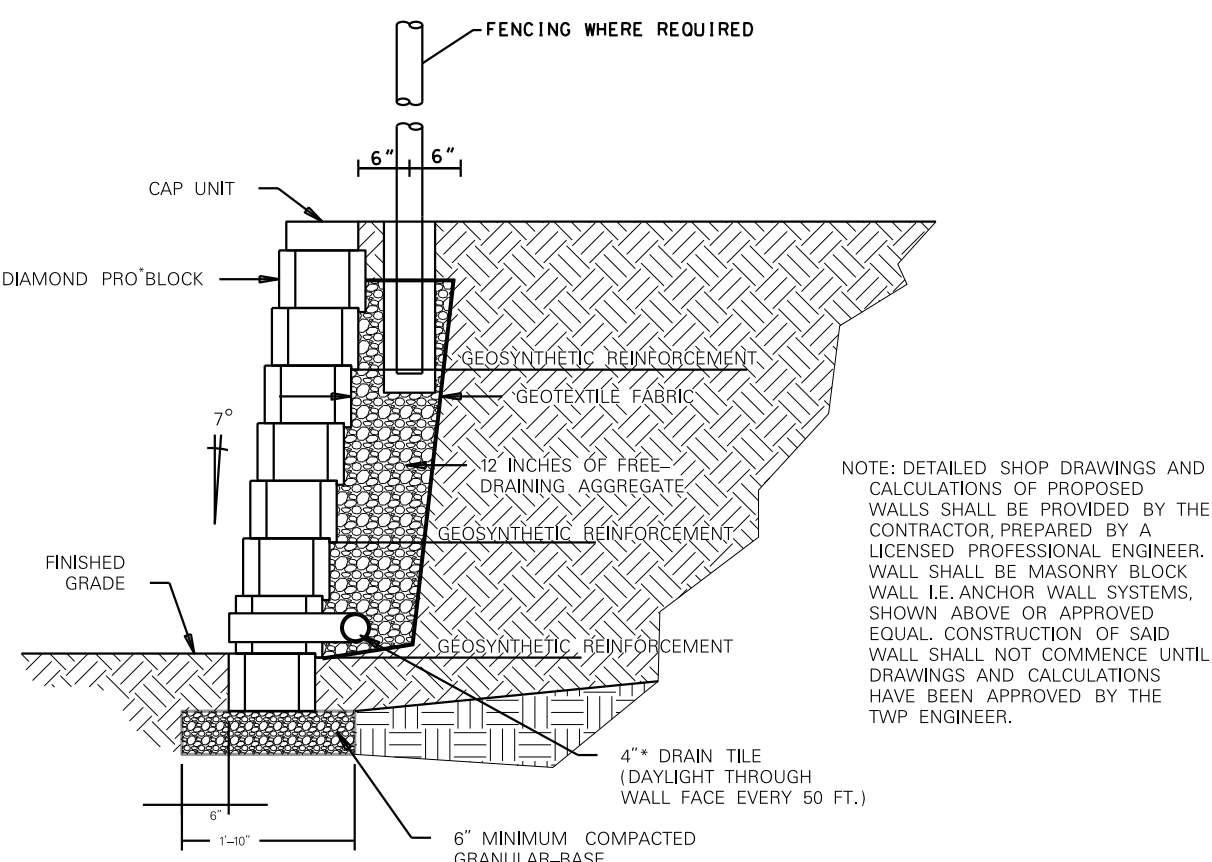 FENCING WHERE REQUIRED
6" 6"
CAP UNIT
DIAMOND PRO* BLOCK
GEOSYNTHETIC REINFORCEMENT
GEOTEXTILE FABRIC
7°
12 INCHES OF FREE–
DRAINING AGGREGATE
GEOSYNTHETIC REINFORCEMENT
FINISHED
GRADE
GEOSYNTHETIC REINFORCEMENT
NOTE: DETAILED SHOP DRAWINGS AND
CALCULATIONS OF PROPOSED
WALLS SHALL BE PROVIDED BY THE
CONTRACTOR, PREPARED BY A
LICENSED PROFESSIONAL ENGINEER.
WALL SHALL BE MASONRY BLOCK
WALL I.E. ANCHOR WALL SYSTEMS,
SHOWN ABOVE OR APPROVED
EQUAL. CONSTRUCTION OF SAID
WALL SHALL NOT COMMENCE UNTIL
DRAWINGS AND CALCULATIONS
HAVE BEEN APPROVED BY THE
TWP ENGINEER.
4"* DRAIN TILE
(DAYLIGHT THROUGH
WALL FACE EVERY 50 FT.)
6"
1'–10"
6" MINIMUM COMPACTED
GRANULAR–BASE